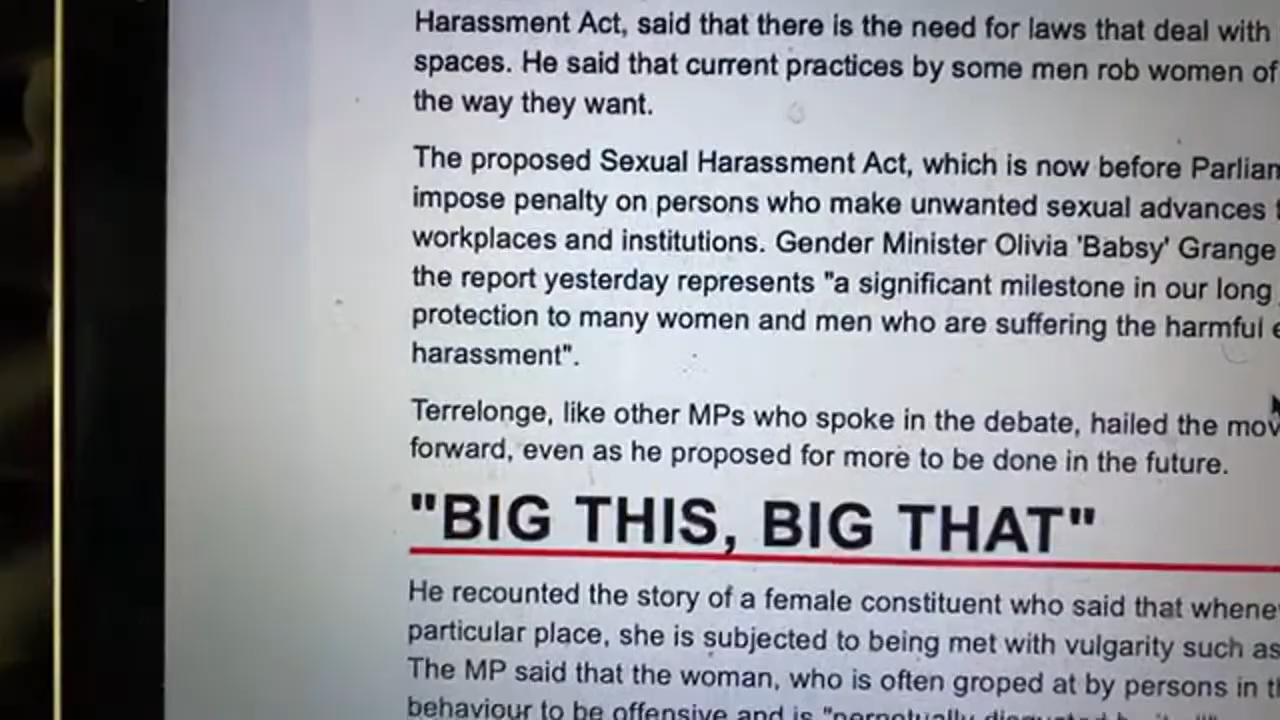 Harassment Act, said that there is the need for laws that deal with
spaces. He said that current practices by some men rob women of
the way they want.
The proposed Sexual Harassment Act, which is now before
impose penalty on persons who make unwanted sexual advances
workplaces and institutions. Gender Minister Olivia 'Babsy' Grange
the report yesterday represents "a significant milestone in our long
protection to many women and men who are suffering the harmful
harassment".
Terrelonge, like other MPs who spoke in the debate, hailed the
forward, even as he proposed for more to be done in the future.
"BIG THIS, BIG THAT"
He recounted the story of a female constituent who said that
particular place, she is subjected to being met with vulgarity such as
The MP said that the woman, who is often groped at by persons in
behaviour to be offensive and is "perpetually